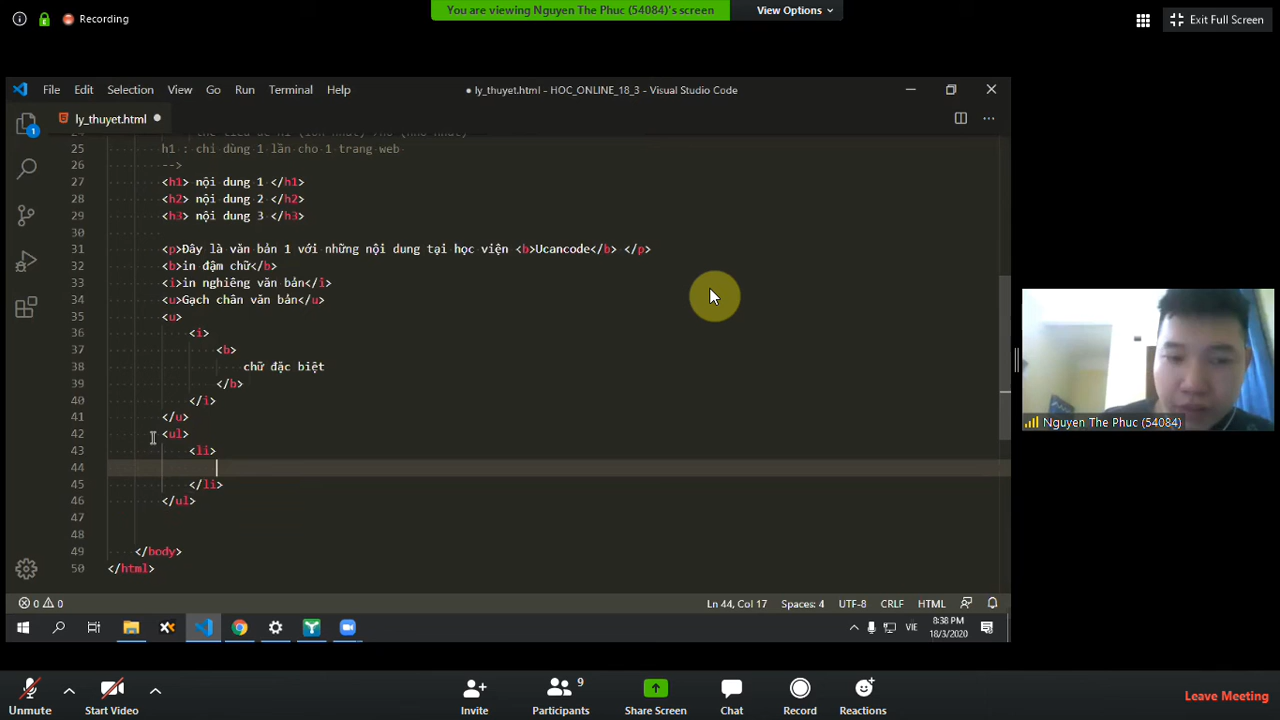 Recording
You are viewing Nguyen The Phuc (54084)'s screen
View Options
Exit Full Screen
File Edit Selection View Go Run Terminal Help
● ly_thuyet.html - HOC_ONLINE_18_3 - Visual Studio Code
ly_thuyet.html
25 h1 : chỉ dùng 1 lần cho 1 trang web
26 -->
27 <h1> nội dung 1 </h1>
28 <h2> nội dung 2 </h2>
29 <h3> nội dung 3 </h3>
30
31 <p>Đây là văn bản 1 với những nội dung tại học viện <b>Ucancode</b> </p>
32 <b>in đậm chữ</b>
33 <i>in nghiêng văn bản</i>
34 <u>Gạch chân văn bản</u>
35 <u>
36 <i>
37 <b>
38 chữ đặc biệt
39 </b>
40 </i>
41 </u>
42 <ul>
43 <li>
44
45 </li>
46 </ul>
47
48
49 </body>
50 </html>
1
Nguyen The Phuc (54084)
0 0
Ln 44, Col 17 Spaces: 4 UTF-8 CRLF HTML
VIE
8:38 PM
18/3/2020
Unmute
Start Video
Invite
9
Participants
Share Screen
Chat
Record
Reactions
Leave Meeting